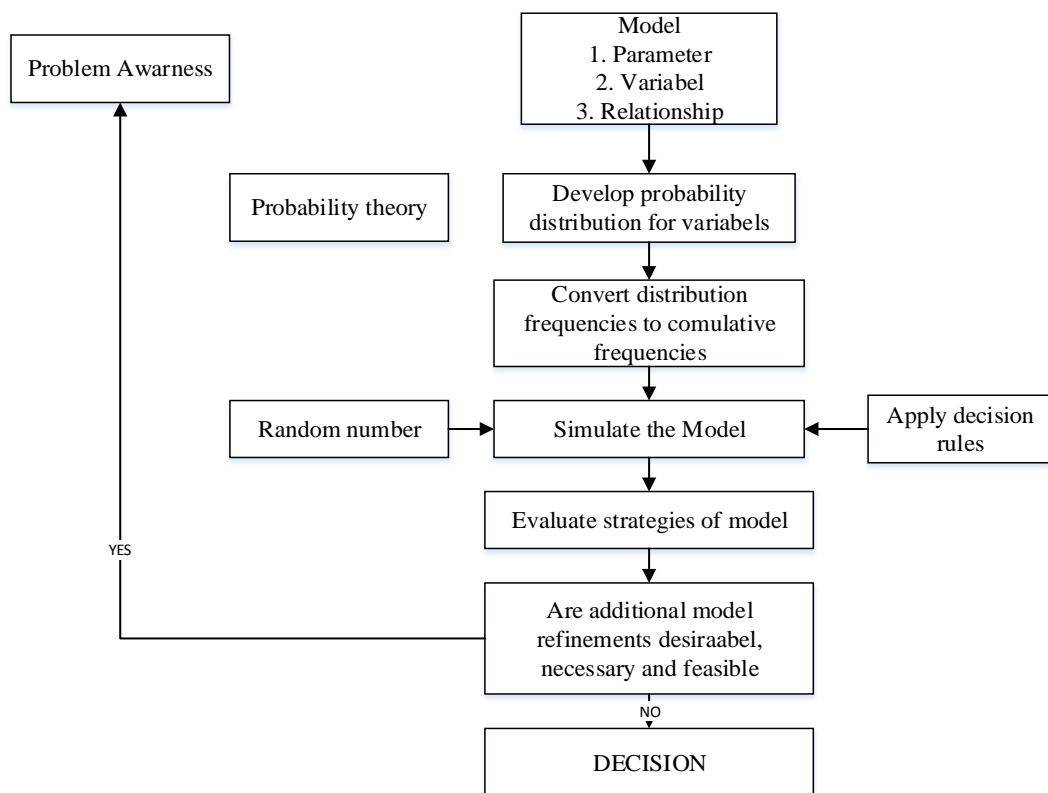 Problem Awarness
Model
1. Parameter
2. Variabel
3. Relationship
Probability theory
Develop probability
distribution for variabels
Convert distribution
frequencies to comulative
frequencies
Random number
Simulate the Model
Apply decision
rules
Evaluate strategies of model
YES
Are additional model
refinements desiraabel,
necessary and feasible
NO
DECISION